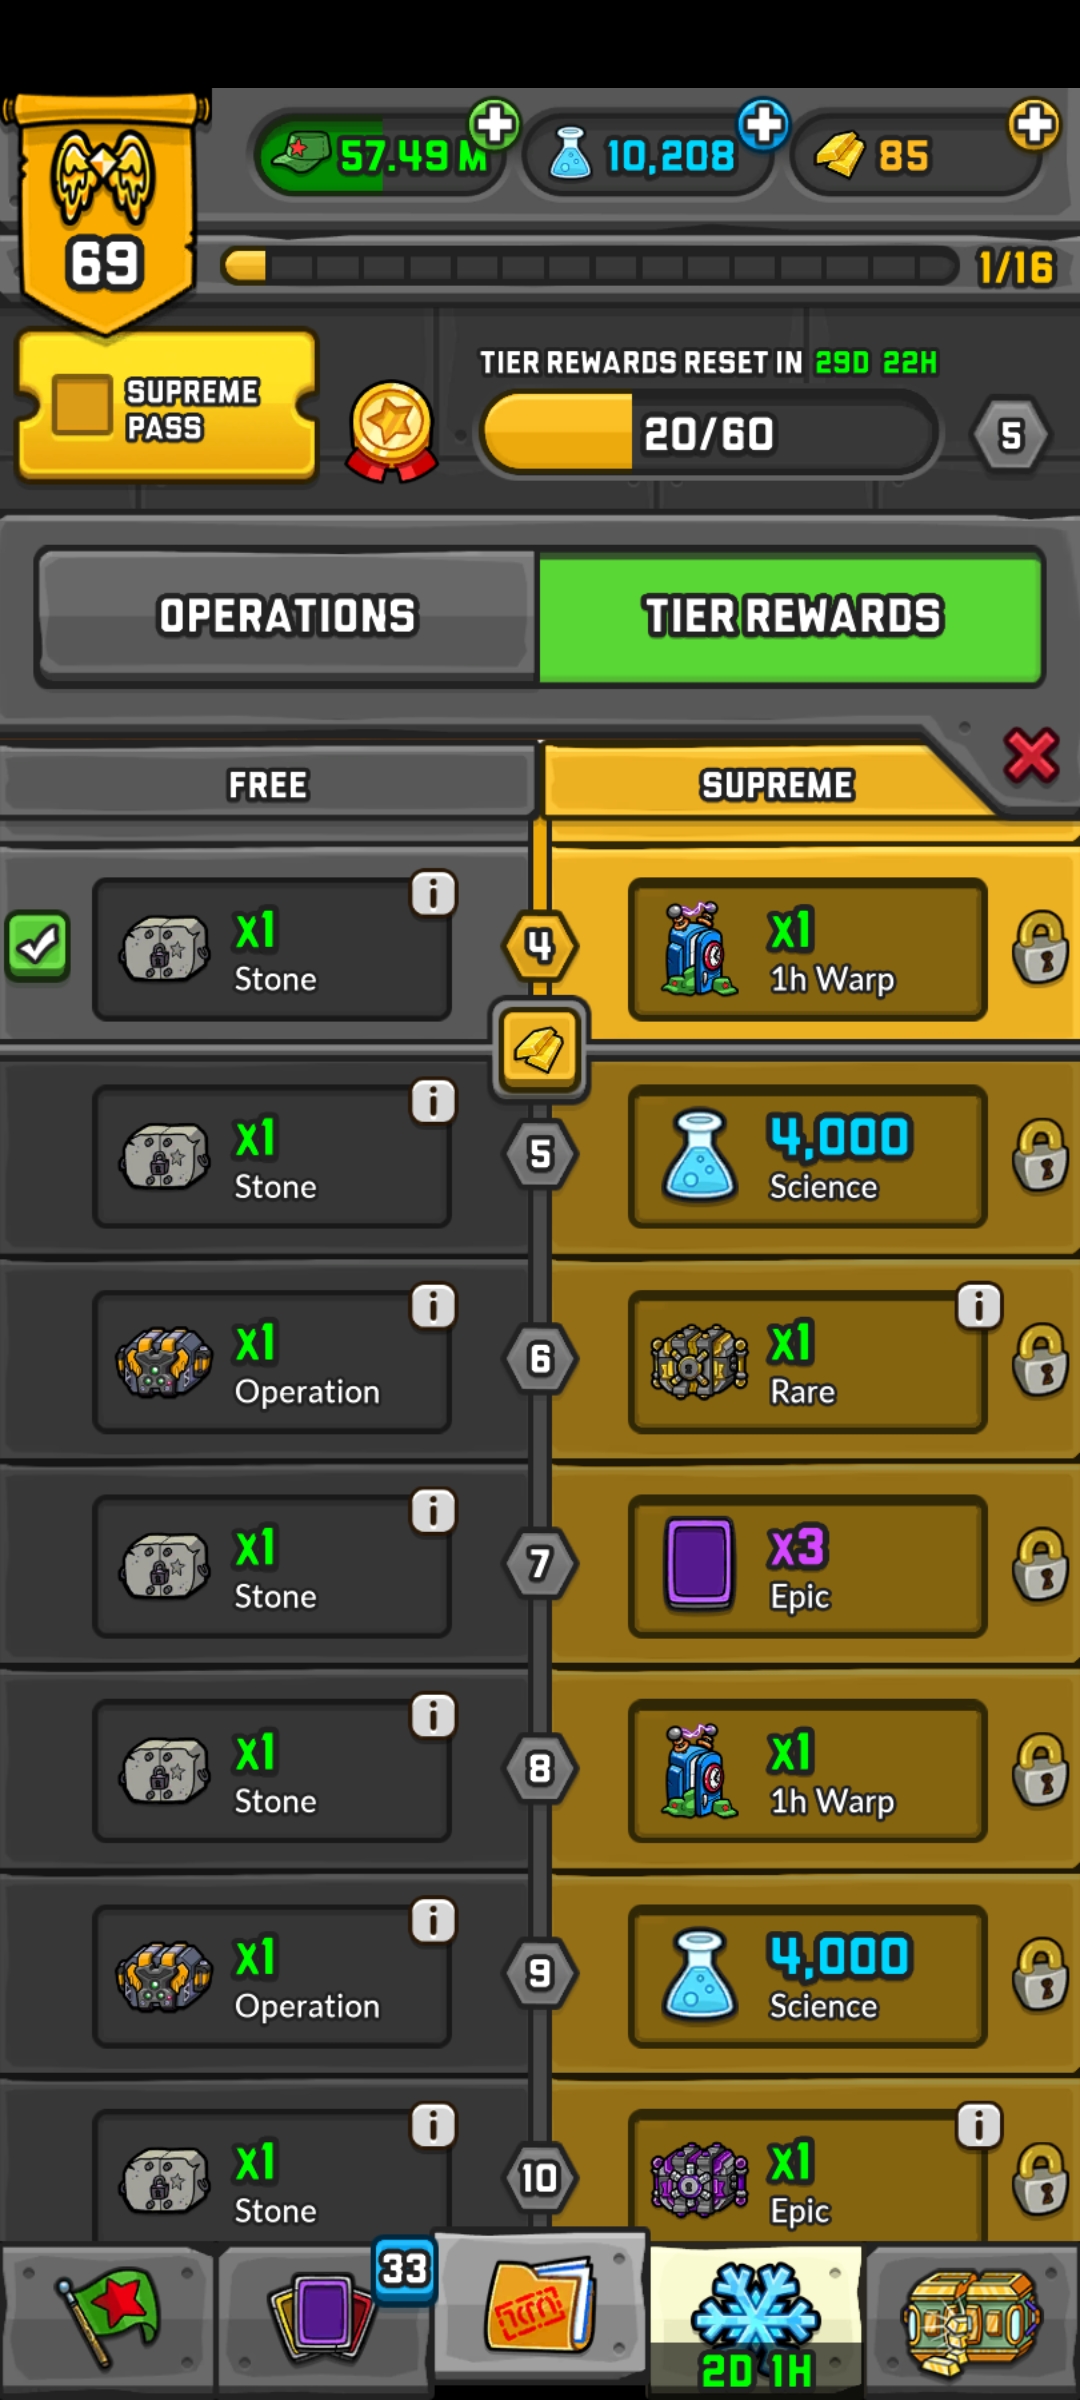 57.49 M
10,208
85
69
1/16
SUPREME
PASS
TIER REWARDS RESET IN 29D 22H
20/60
5
OPERATIONS
TIER REWARDS
FREE
SUPREME
X1
Stone
4
X1
1h Warp
X1
Stone
5
4,000
Science
X1
Operation
6
X1
Rare
X1
Stone
7
X3
Epic
X1
Stone
8
X1
1h Warp
X1
Operation
9
4,000
Science
X1
Stone
10
X1
Epic
33
2D 1H